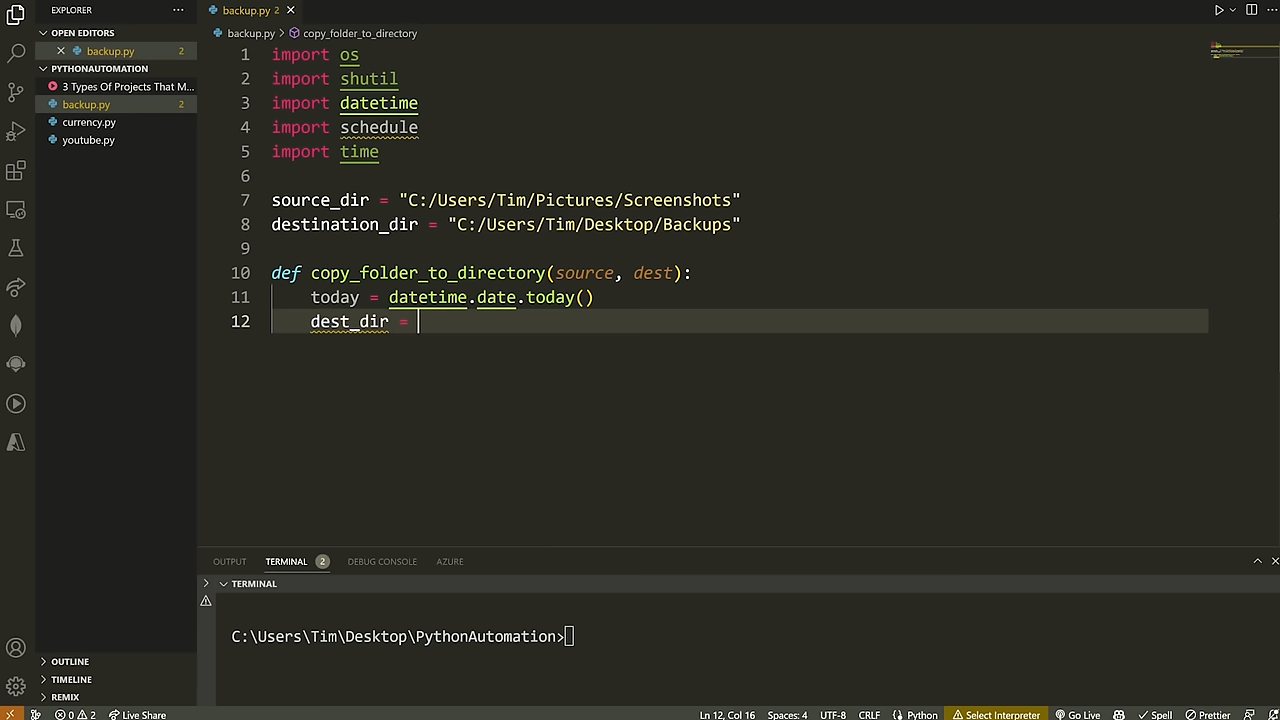 EXPLORER
OPEN EDITORS
backup.py 2
PYTHONAUTOMATION
3 Types Of Projects That M...
backup.py 2
currency.py
youtube.py
OUTLINE
TIMELINE
REMIX
backup.py 2
backup.py > copy_folder_to_directory
1 import os
2 import shutil
3 import datetime
4 import schedule
5 import time
6
7 source_dir = "C:/Users/Tim/Pictures/Screenshots"
8 destination_dir = "C:/Users/Tim/Desktop/Backups"
9
10 def copy_folder_to_directory(source, dest):
11 today = datetime.date.today()
12 dest_dir =
OUTPUT TERMINAL 2 DEBUG CONSOLE AZURE
TERMINAL
C:\Users\Tim\Desktop\PythonAutomation>
0 2 Live Share Ln 12, Col 16 Spaces: 4 UTF-8 CRLF Python Select Interpreter Go Live Spell Prettier